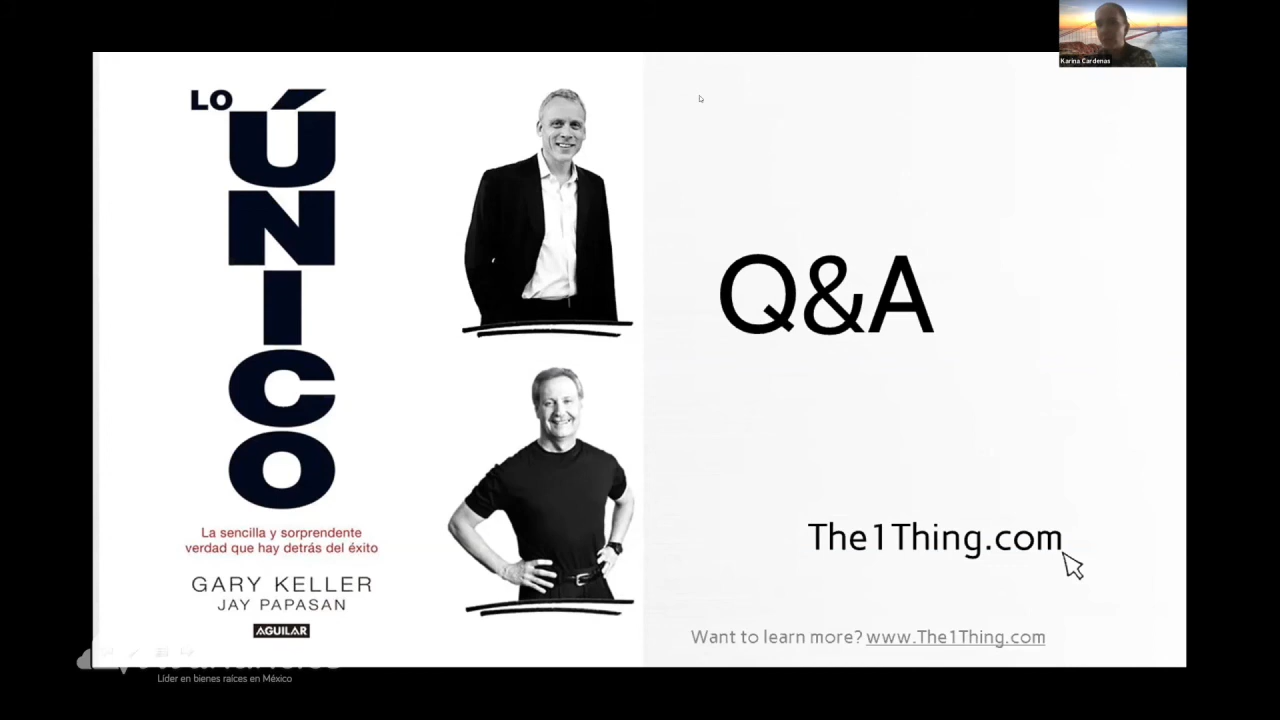 Karina Cardenas
LO
ÚNICO
La sencilla y sorprendente
verdad que hay detrás del éxito
GARY KELLER
JAY PAPASAN
AGUILAR
Q&A
The1Thing.com
Want to learn more? www.The1Thing.com
Líder en bienes raíces en México